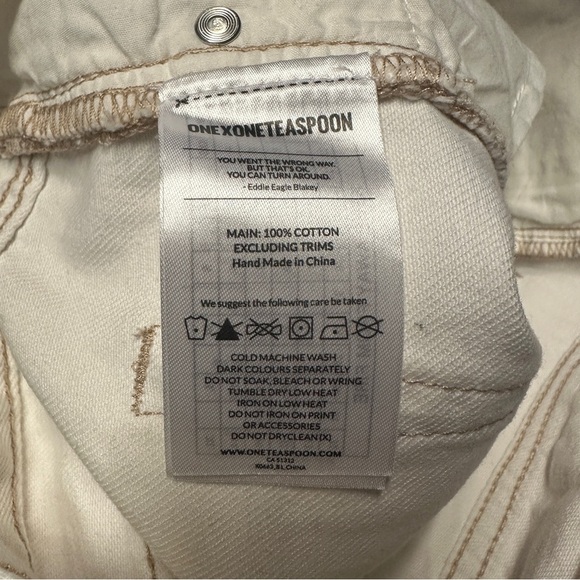 ONEXONETEASPOON
YOU WENT THE WRONG WAY.
BUT THAT'S OK.
YOU CAN TURN AROUND.
- Eddie Eagle Blakey
MAIN: 100% COTTON
EXCLUDING TRIMS
Hand Made in China
We suggest the following care be taken
COLD MACHINE WASH
DARK COLOURS SEPARATELY
DO NOT SOAK, BLEACH OR WRING
TUMBLE DRY LOW HEAT
IRON ON LOW HEAT
DO NOT IRON ON PRINT
OR ACCESSORIES
DO NOT DRYCLEAN (X)
WWW.ONETEASPOON.COM
CA 51313
CHINA